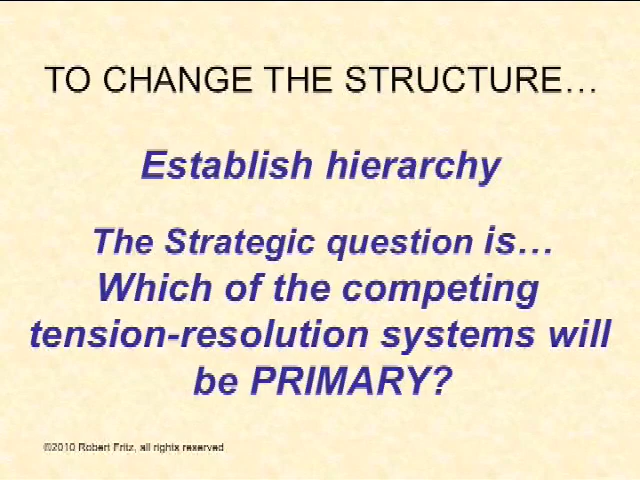 TO CHANGE THE STRUCTURE…
Establish hierarchy
The Strategic question is…
Which of the competing
tension-resolution systems will
be PRIMARY?
©2010 Robert Fritz, all rights reserved